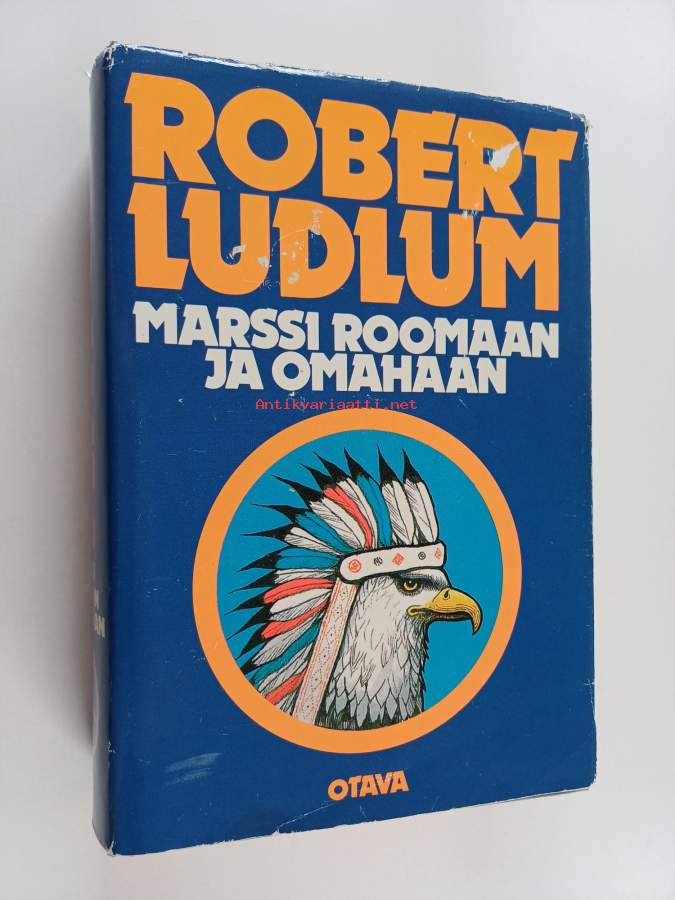 ROBERT
LUDLUM
MARSSI ROOMAAN
JA OMAHAAN
Antikvariaatti.net
OTAVA